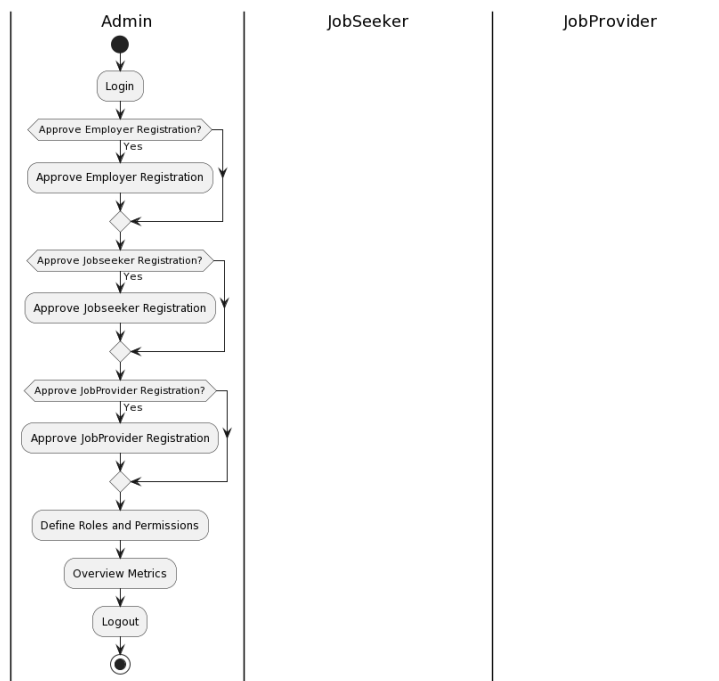 Admin
JobSeeker
JobProvider
Login
Approve Employer Registration?
Yes
Approve Employer Registration
Approve Jobseeker Registration?
Yes
Approve Jobseeker Registration
Approve JobProvider Registration?
Yes
Approve JobProvider Registration
Define Roles and Permissions
Overview Metrics
Logout